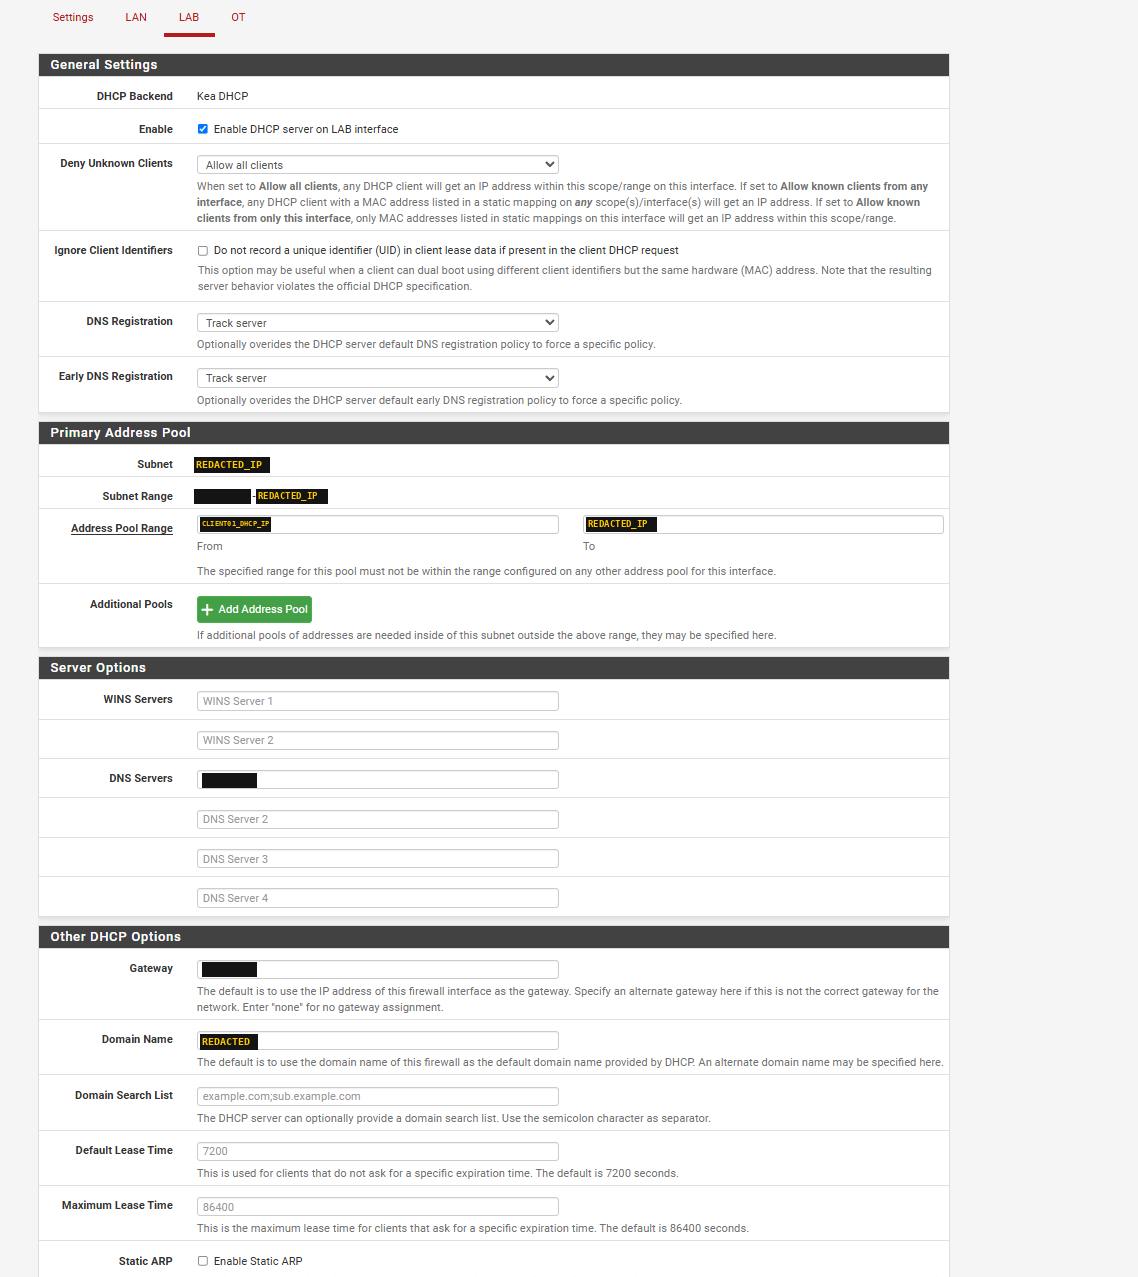 Settings LAN LAB OT
General Settings
DHCP Backend Kea DHCP
Enable Enable DHCP server on LAB interface
Deny Unknown Clients Allow all clients
When set to Allow all clients, any DHCP client will get an IP address within this scope/range on this interface. If set to Allow known clients from any
interface, any DHCP client with a MAC address listed in a static mapping on any scope(s)/interface(s) will get an IP address. If set to Allow
known clients from only this interface, only MAC addresses listed in static mappings on this interface will get an IP address within this scope/range.
Ignore Client Identifiers Do not record a unique identifier (UID) in client lease data if present in the client DHCP request
This option may be useful when a client can dual boot using different client identifiers but the same hardware (MAC) address. Note that the resulting
server behavior violates the official DHCP specification.
DNS Registration Track server
Optionally overides the DHCP server default DNS registration policy to force a specific policy.
Early DNS Registration Track server
Optionally overides the DHCP server default early DNS registration policy to force a specific policy.
Primary Address Pool
Subnet REDACTED_IP
Subnet Range - REDACTED_IP
Address Pool Range CLIENT01_DHCP_IP REDACTED_IP
From To
The specified range for this pool must not be within the range configured on any other address pool for this interface.
Additional Pools + Add Address Pool
If additional pools of addresses are needed inside of this subnet outside the above range, they may be specified here.
Server Options
WINS Servers WINS Server 1
WINS Server 2
DNS Servers
DNS Server 2
DNS Server 3
DNS Server 4
Other DHCP Options
Gateway
The default is to use the IP address of this firewall interface as the gateway. Specify an alternate gateway here if this is not the correct gateway for the
network. Enter "none" for no gateway assignment.
Domain Name REDACTED
The default is to use the domain name of this firewall as the default domain name provided by DHCP. An alternate domain name may be specified here.
Domain Search List example.com;sub.example.com
The DHCP server can optionally provide a domain search list. Use the semicolon character as separator.
Default Lease Time 7200
This is used for clients that do not ask for a specific expiration time. The default is 7200 seconds.
Maximum Lease Time 86400
This is the maximum lease time for clients that ask for a specific expiration time. The default is 86400 seconds.
Static ARP Enable Static ARP